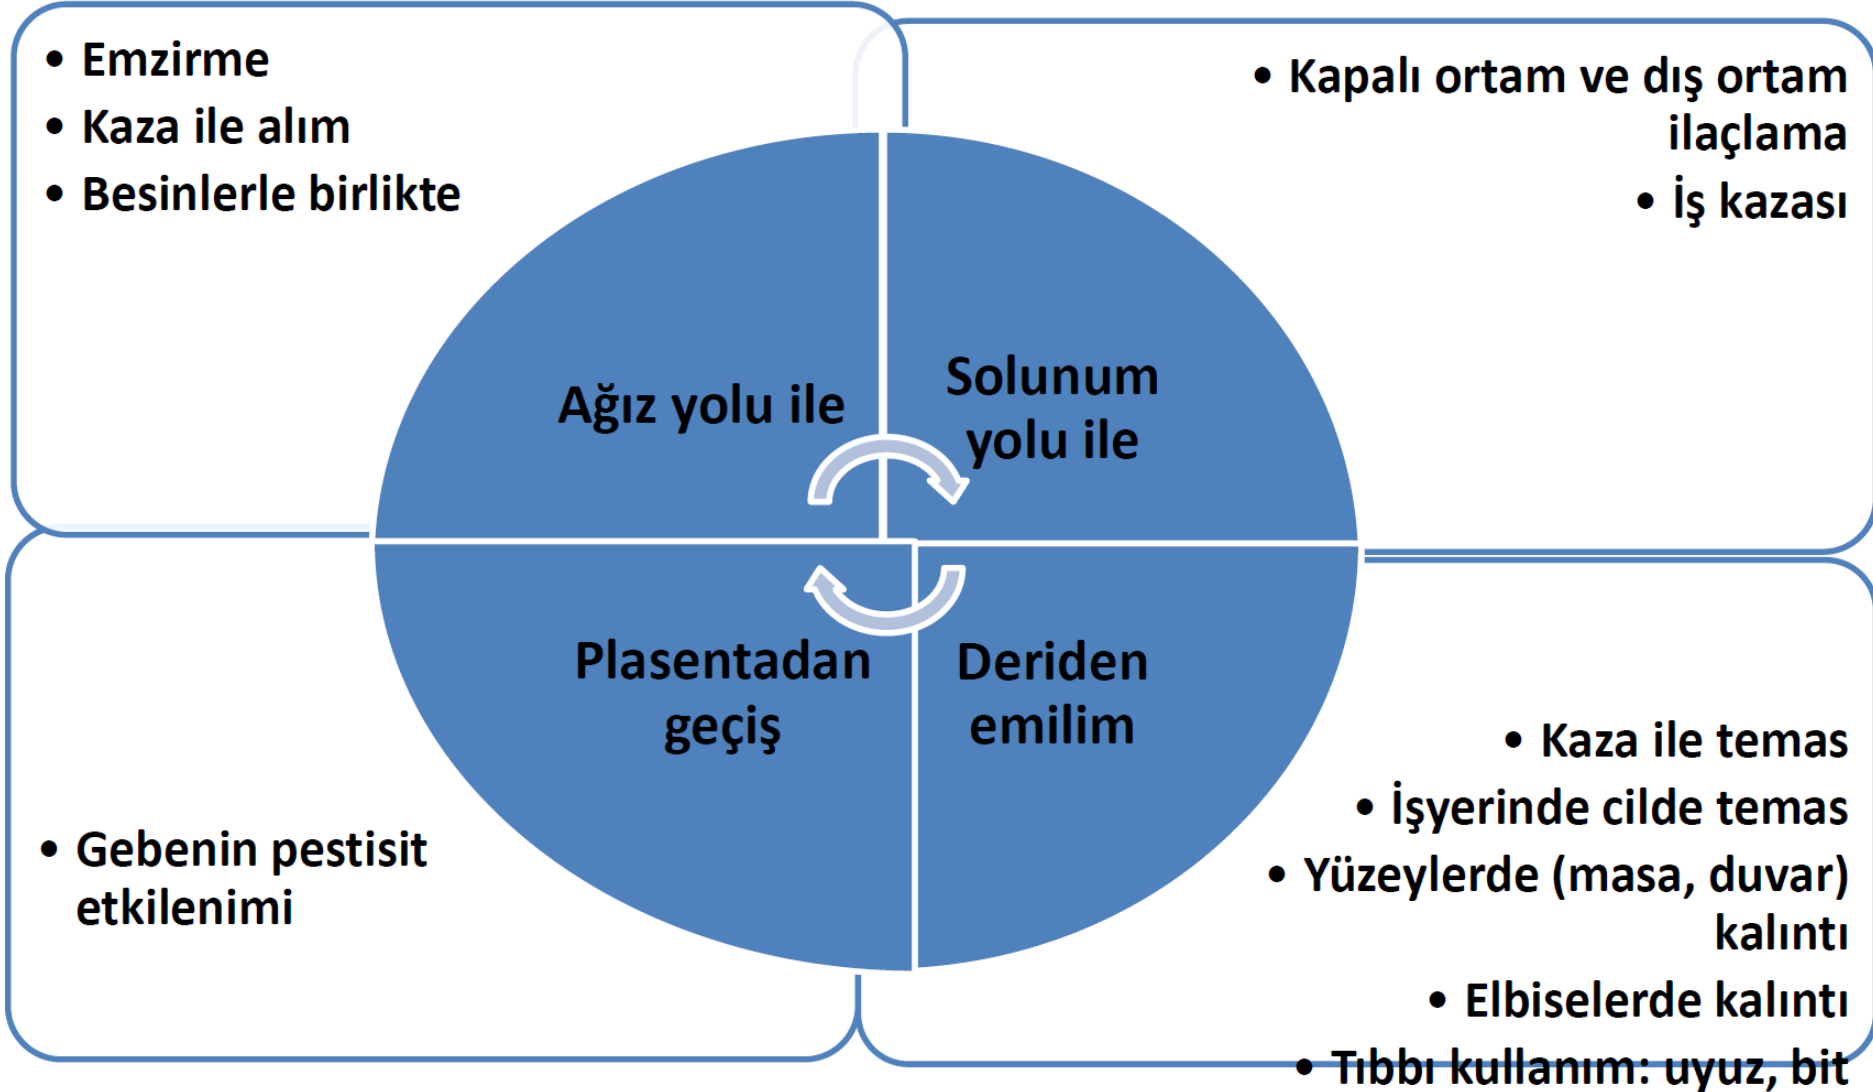 • Emzirme
• Kaza ile alım
• Besinlerle birlikte
• Kapalı ortam ve dış ortam
ilaçlama
• İş kazası
Ağız yolu ile
Solunum
yolu ile
Plasentadan
geçiş
Deriden
emilim
• Gebenin pestisit
etkilenimi
• Kaza ile temas
• İşyerinde cilde temas
• Yüzeylerde (masa, duvar)
kalıntı
• Elbiselerde kalıntı
• Tıbbı kullanım: uyuz, bit